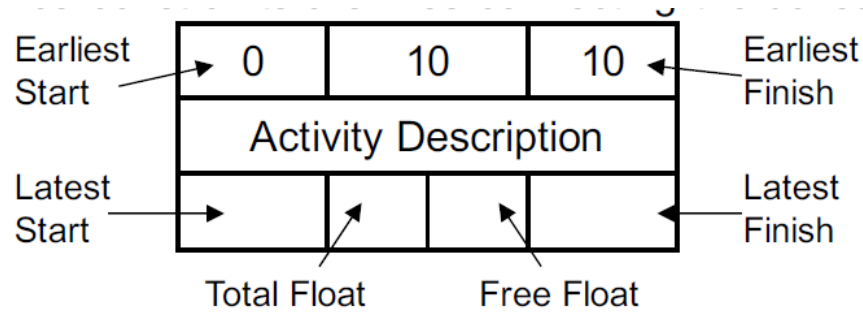 Earliest
Start
0
10
10
Earliest
Finish
Activity Description
Latest
Start
Latest
Finish
Total Float
Free Float